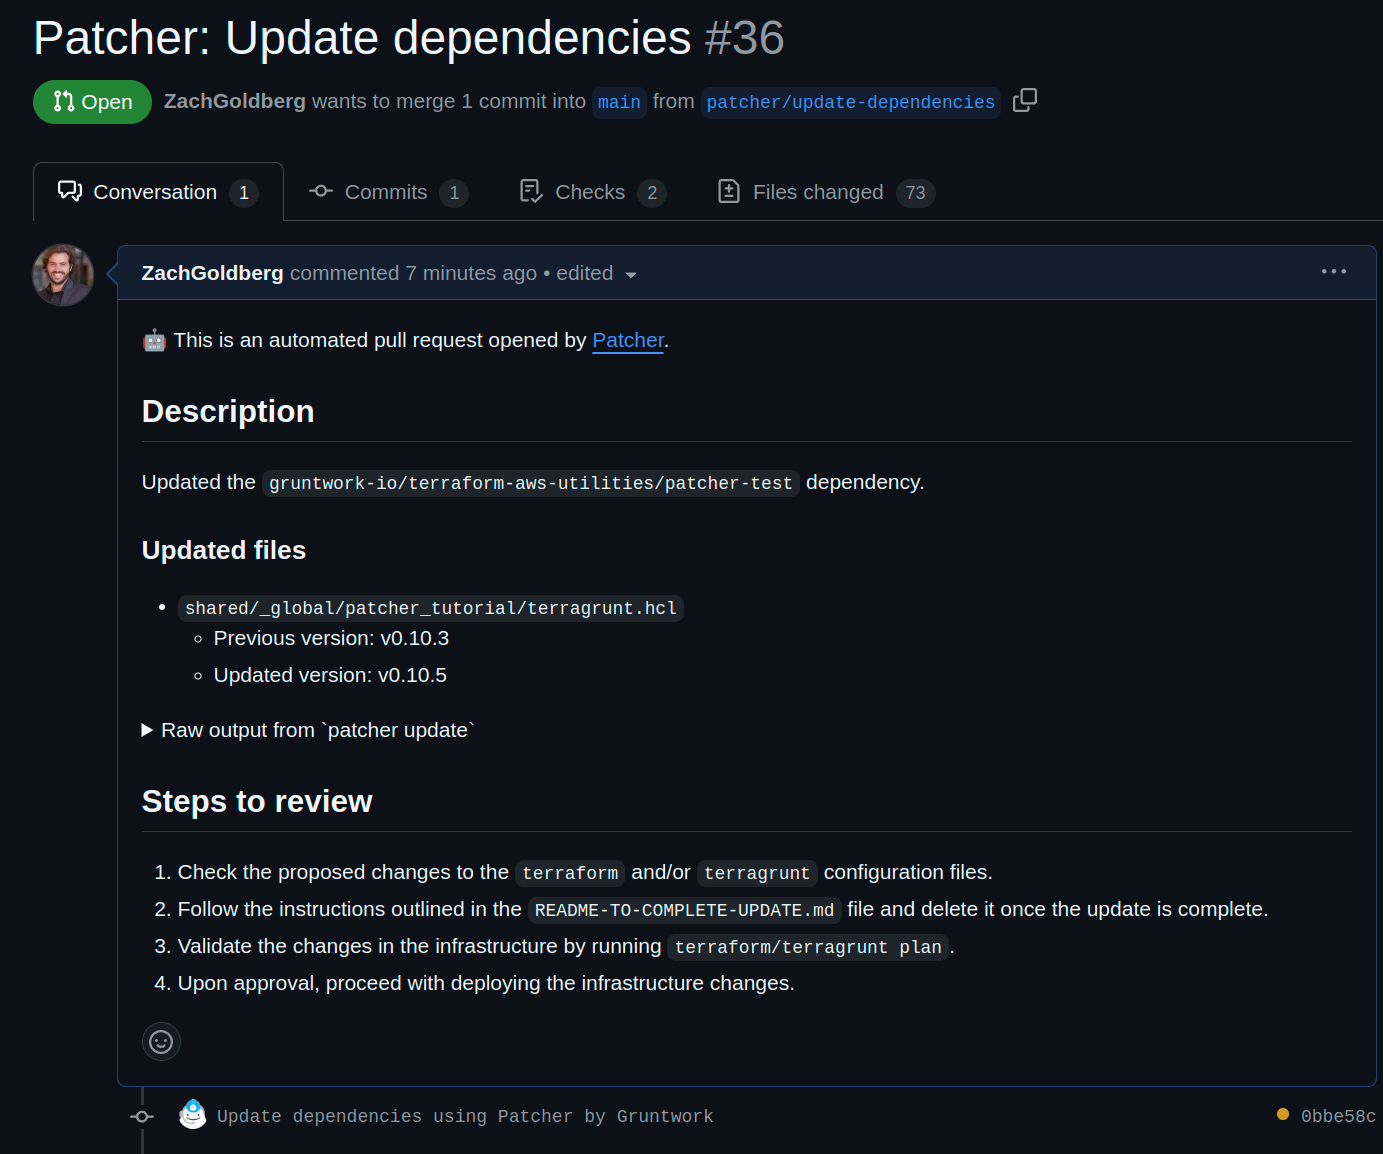 Patcher: Update dependencies #36
Open ZachGoldberg wants to merge 1 commit into main from patcher/update-dependencies
Conversation 1 Commits 1 Checks 2 Files changed 73
ZachGoldberg commented 7 minutes ago • edited
🤖 This is an automated pull request opened by Patcher.
Description
Updated the gruntwork-io/terraform-aws-utilities/patcher-test dependency.
Updated files
• shared/_global/patcher_tutorial/terragrunt.hcl
◦ Previous version: v0.10.3
◦ Updated version: v0.10.5
▶ Raw output from `patcher update`
Steps to review
1. Check the proposed changes to the terraform and/or terragrunt configuration files.
2. Follow the instructions outlined in the README-TO-COMPLETE-UPDATE.md file and delete it once the update is complete.
3. Validate the changes in the infrastructure by running terraform/terragrunt plan.
4. Upon approval, proceed with deploying the infrastructure changes.
Update dependencies using Patcher by Gruntwork 0bbe58c